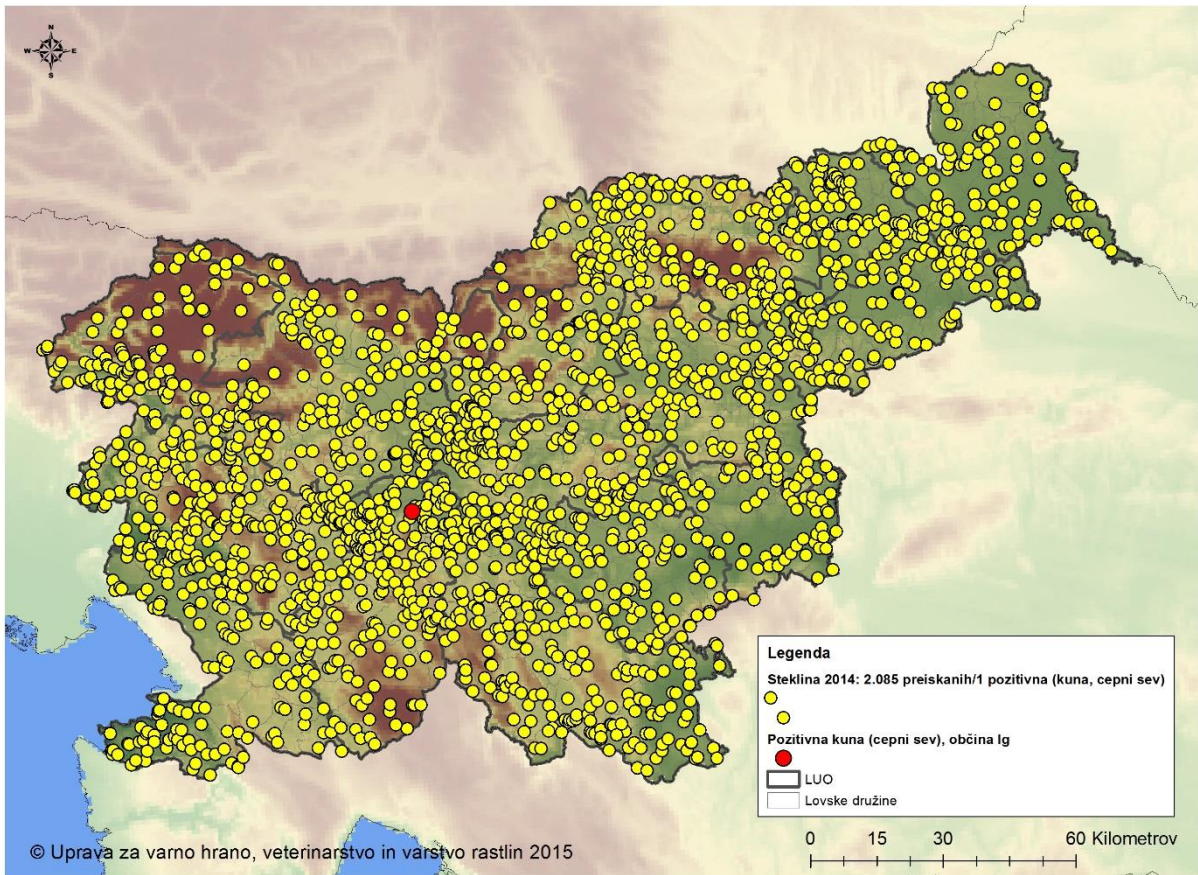 N
W E
S
Legenda
Steklina 2014: 2.085 preiskanih/1 pozitivna (kuna, cepni sev)
Pozitivna kuna (cepni sev), občina Ig
LUO
Lovske družine
0 15 30 60 Kilometrov
© Uprava za varno hrano, veterinarstvo in varstvo rastlin 2015